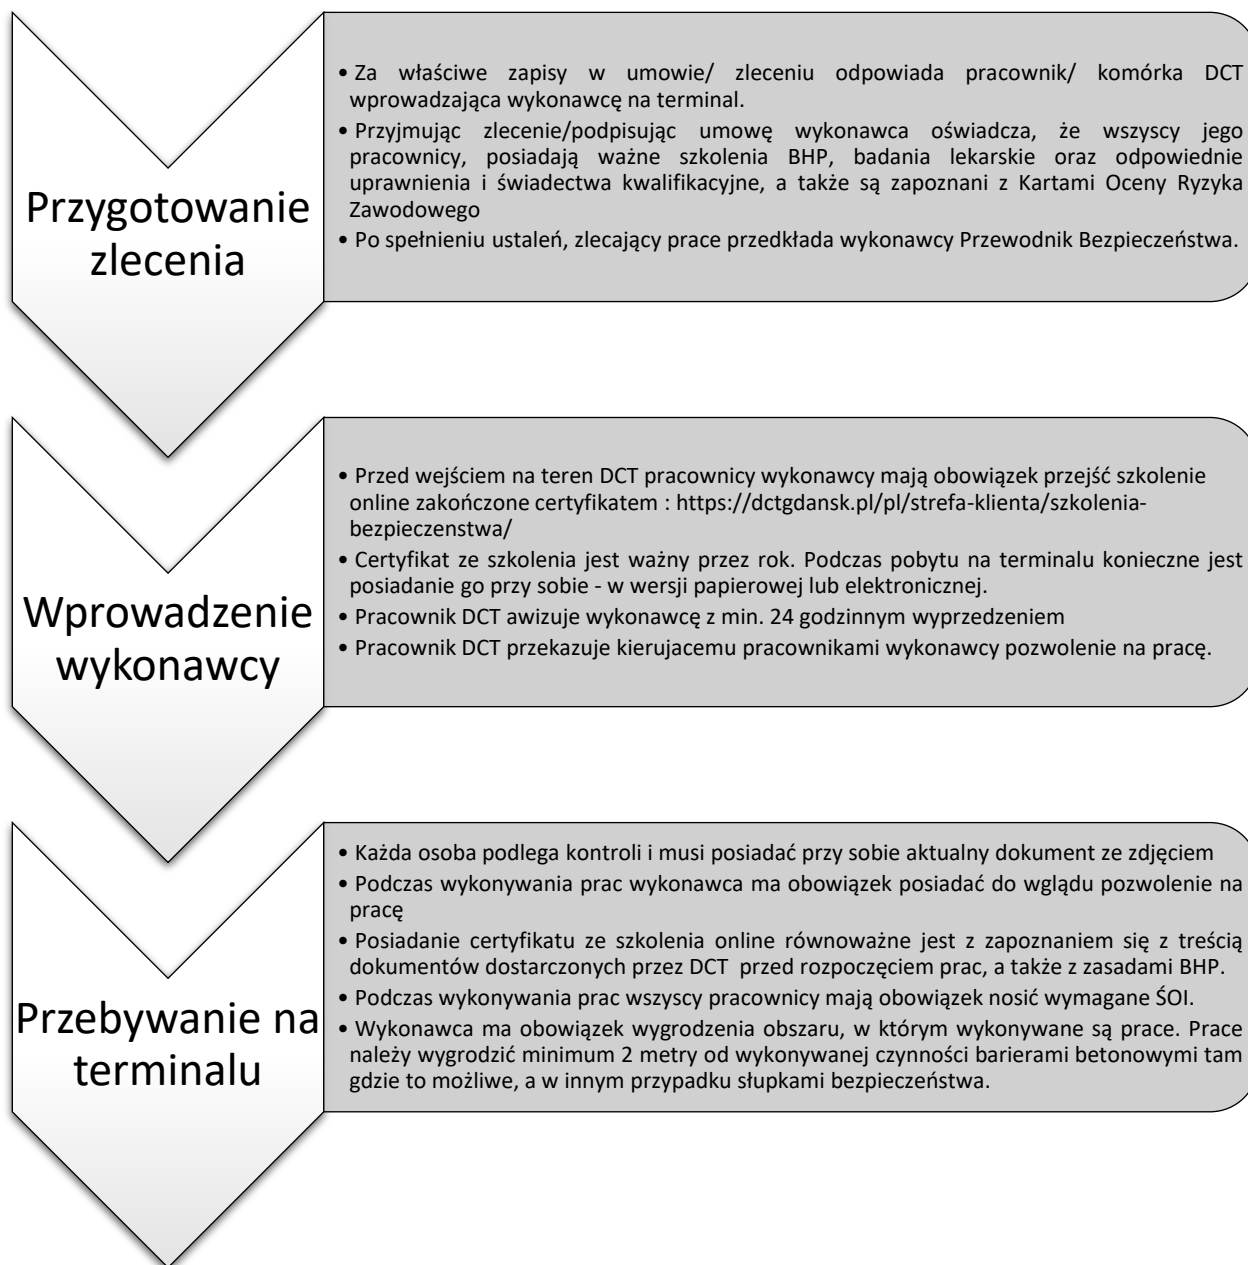 Przygotowanie
zlecenia
• Za właściwe zapisy w umowie/ zleceniu odpowiada pracownik/ komórka DCT
wprowadzająca wykonawcę na terminal.
• Przyjmując zlecenie/podpisując umowę wykonawca oświadcza, że wszyscy jego
pracownicy, posiadają ważne szkolenia BHP, badania lekarskie oraz odpowiednie
uprawnienia i świadectwa kwalifikacyjne, a także są zapoznani z Kartami Oceny Ryzyka
Zawodowego
• Po spełnieniu ustaleń, zlecający prace przedkłada wykonawcy Przewodnik Bezpieczeństwa.
Wprowadzenie
wykonawcy
• Przed wejściem na teren DCT pracownicy wykonawcy mają obowiązek przejść szkolenie
online zakończone certyfikatem : https://dctgdansk.pl/pl/strefa-klienta/szkolenia-
bezpieczenstwa/
• Certyfikat ze szkolenia jest ważny przez rok. Podczas pobytu na terminalu konieczne jest
posiadanie go przy sobie - w wersji papierowej lub elektronicznej.
• Pracownik DCT awizuje wykonawcę z min. 24 godzinnym wyprzedzeniem
• Pracownik DCT przekazuje kierujacemu pracownikami wykonawcy pozwolenie na pracę.
Przebywanie na
terminalu
• Każda osoba podlega kontroli i musi posiadać przy sobie aktualny dokument ze zdjęciem
• Podczas wykonywania prac wykonawca ma obowiązek posiadać do wglądu pozwolenie na
pracę
• Posiadanie certyfikatu ze szkolenia online równoważne jest z zapoznaniem się z treścią
dokumentów dostarczonych przez DCT przed rozpoczęciem prac, a także z zasadami BHP.
• Podczas wykonywania prac wszyscy pracownicy mają obowiązek nosić wymagane ŚOI.
• Wykonawca ma obowiązek wygrodzenia obszaru, w którym wykonywane są prace. Prace
należy wygrodzić minimum 2 metry od wykonywanej czynności barierami betonowymi tam
gdzie to możliwe, a w innym przypadku słupkami bezpieczeństwa.